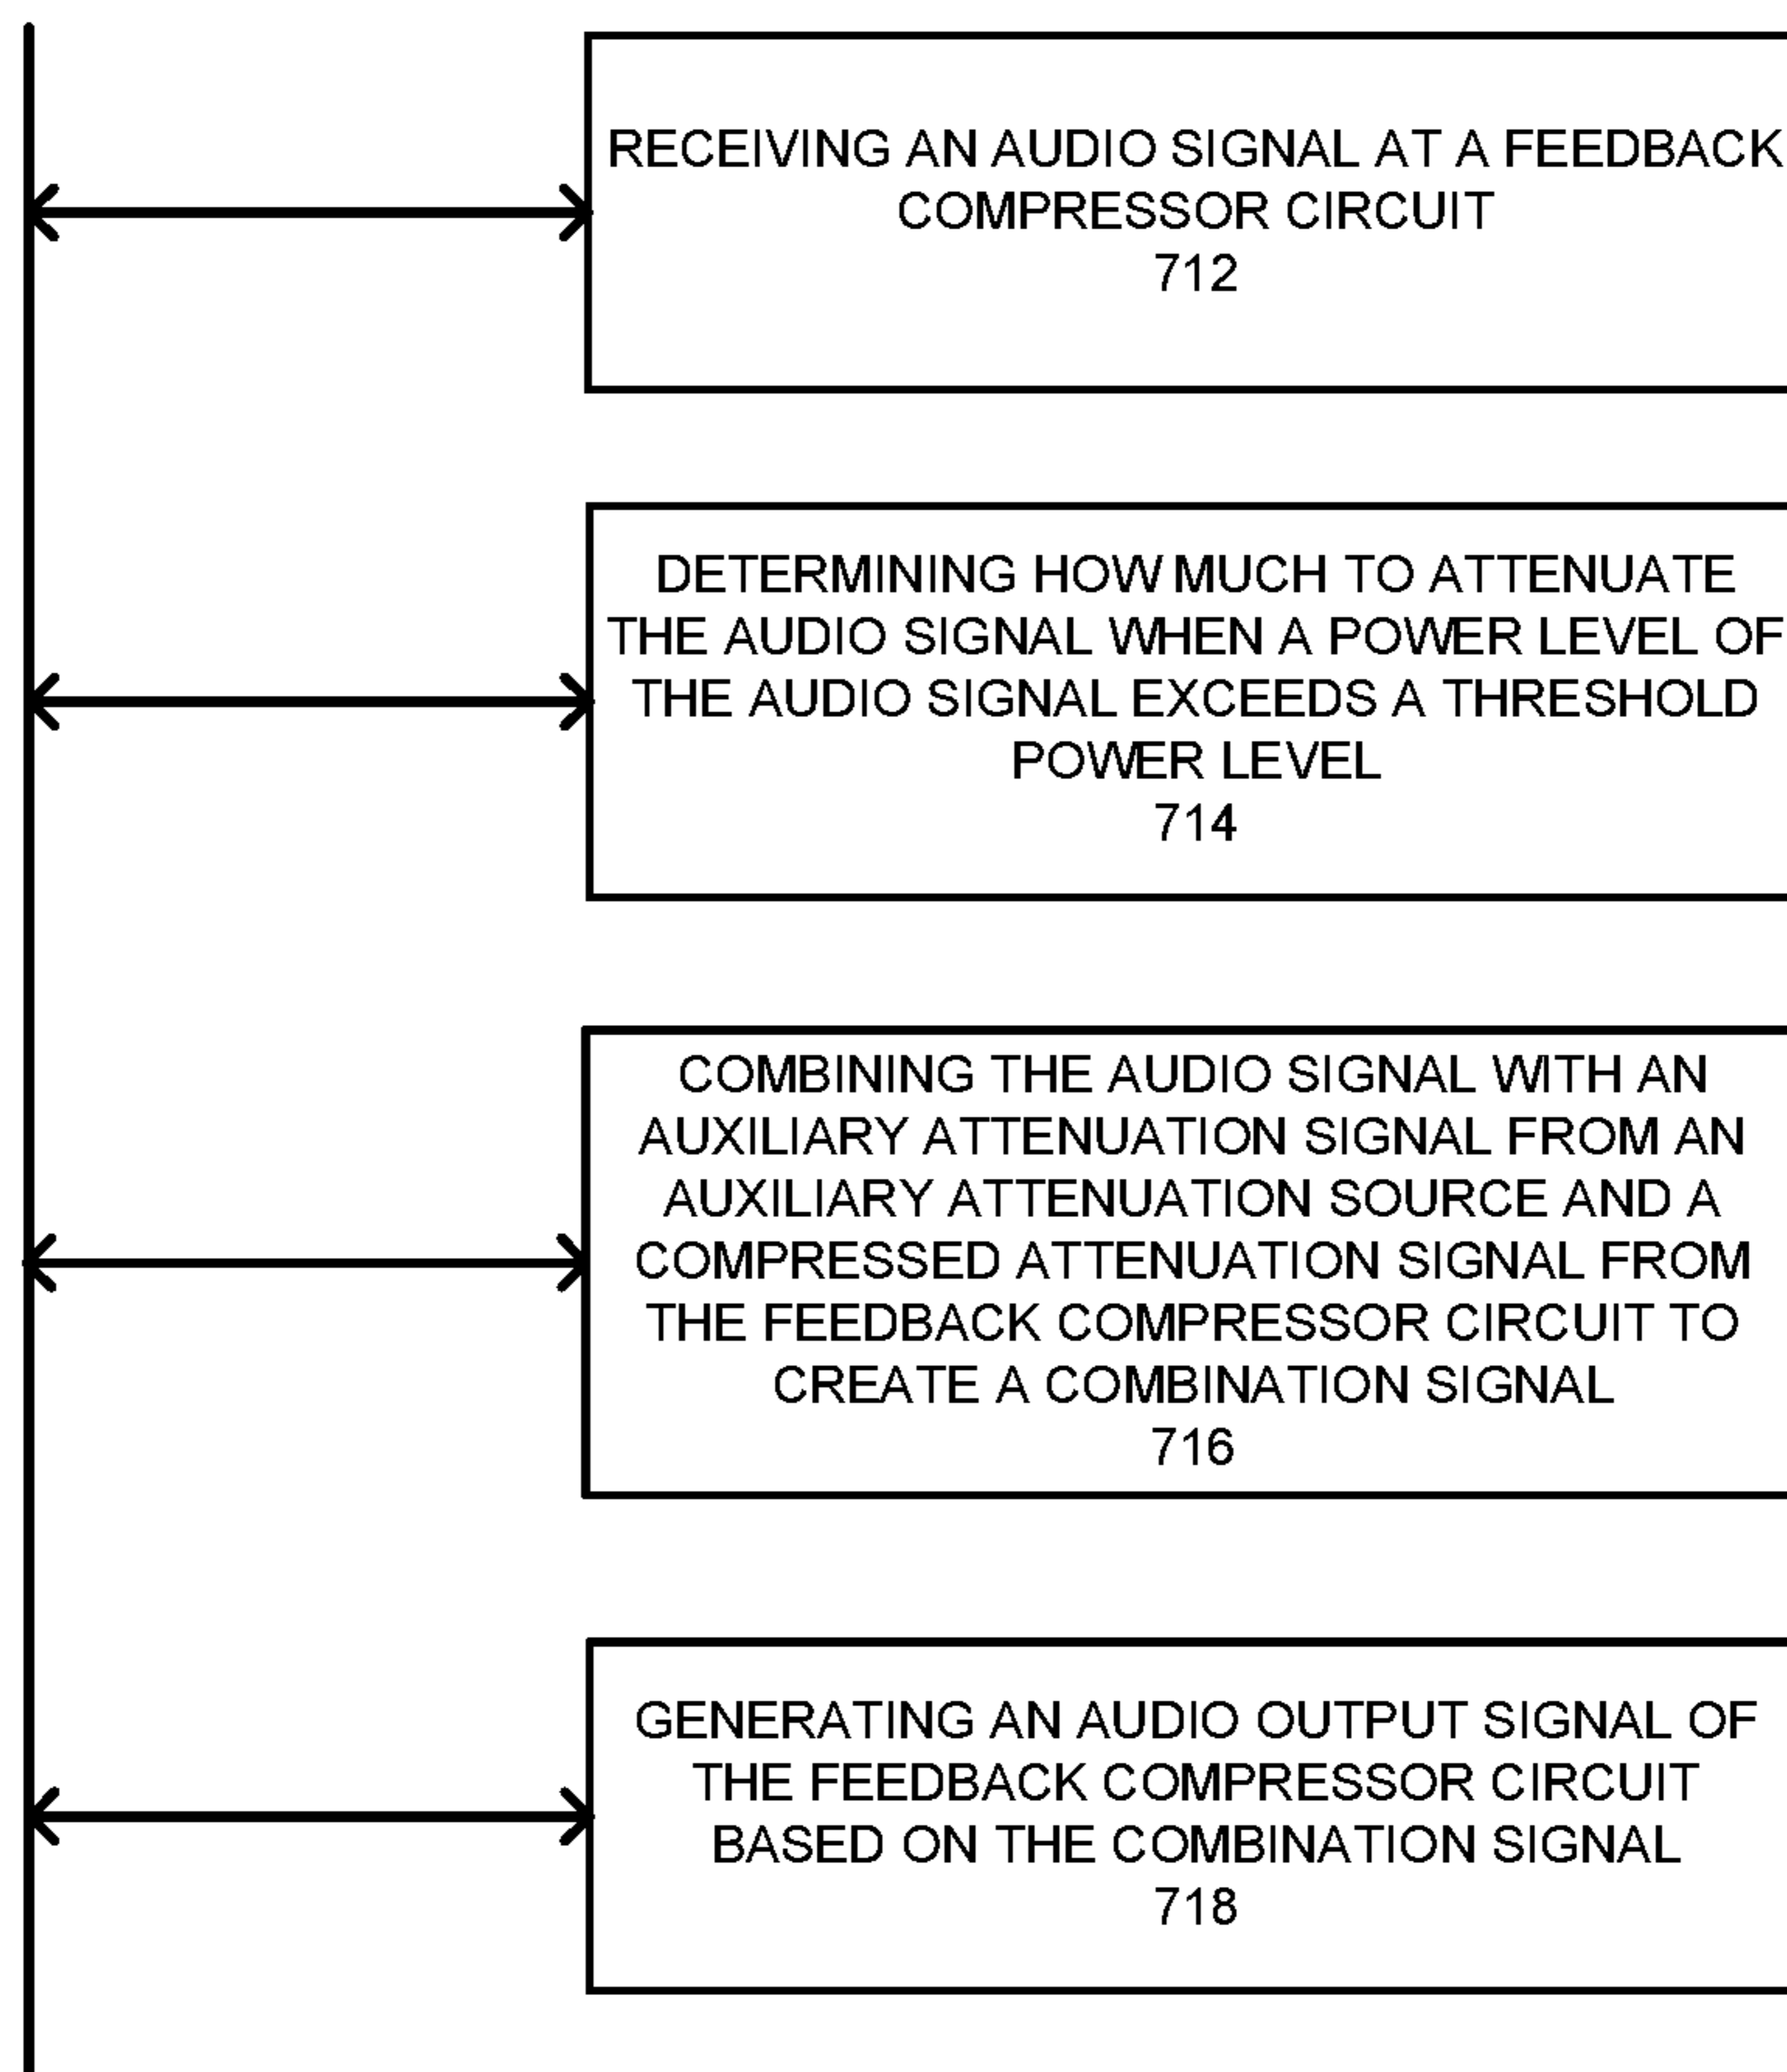 RECEIVING AN AUDIO SIGNAL AT A FEEDBACK
COMPRESSOR CIRCUIT
712
DETERMINING HOW MUCH TO ATTENUATE
THE AUDIO SIGNAL WHEN A POWER LEVEL OF
THE AUDIO SIGNAL EXCEEDS A THRESHOLD
POWER LEVEL
714
COMBINING THE AUDIO SIGNAL WITH AN
AUXILIARY ATTENUATION SIGNAL FROM AN
AUXILIARY ATTENUATION SOURCE AND A
COMPRESSED ATTENUATION SIGNAL FROM
THE FEEDBACK COMPRESSOR CIRCUIT TO
CREATE A COMBINATION SIGNAL
716
GENERATING AN AUDIO OUTPUT SIGNAL OF
THE FEEDBACK COMPRESSOR CIRCUIT
BASED ON THE COMBINATION SIGNAL
718